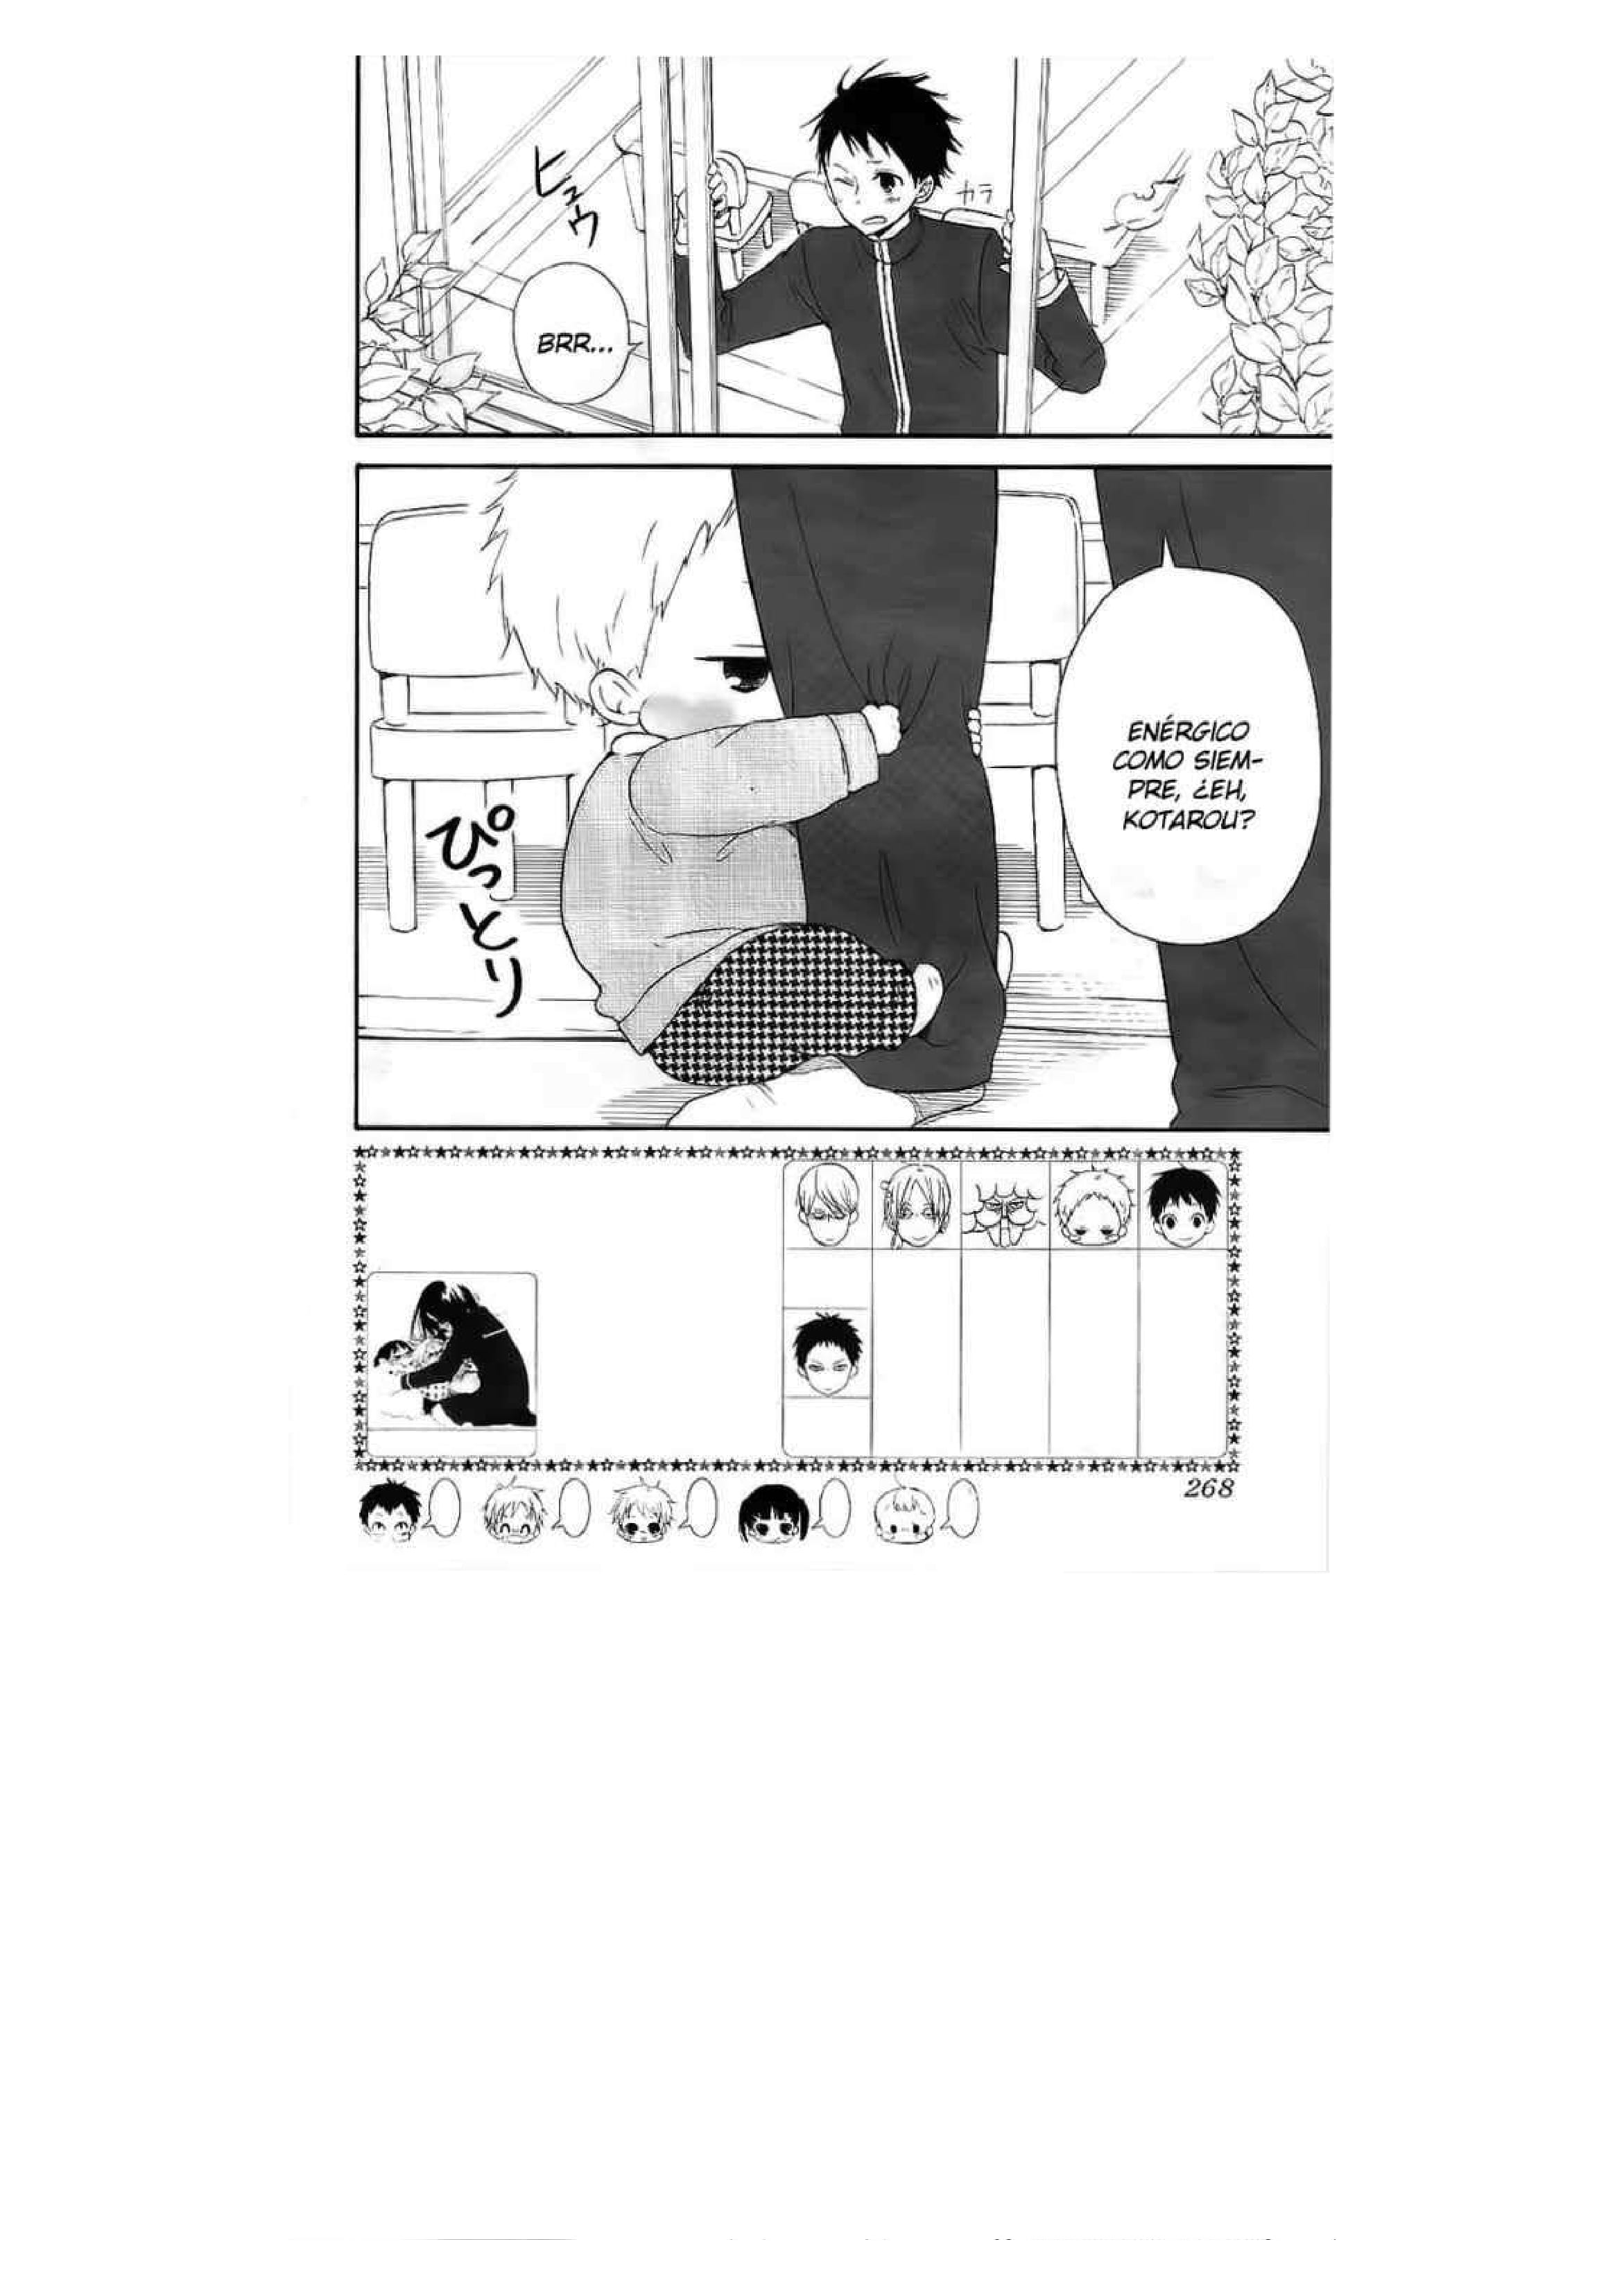 ヒュウ
カラ
BRR...
ENÉRGICO
COMO SIEM-
PRE, ¿EH,
KOTAROU?
ぴっとり
268